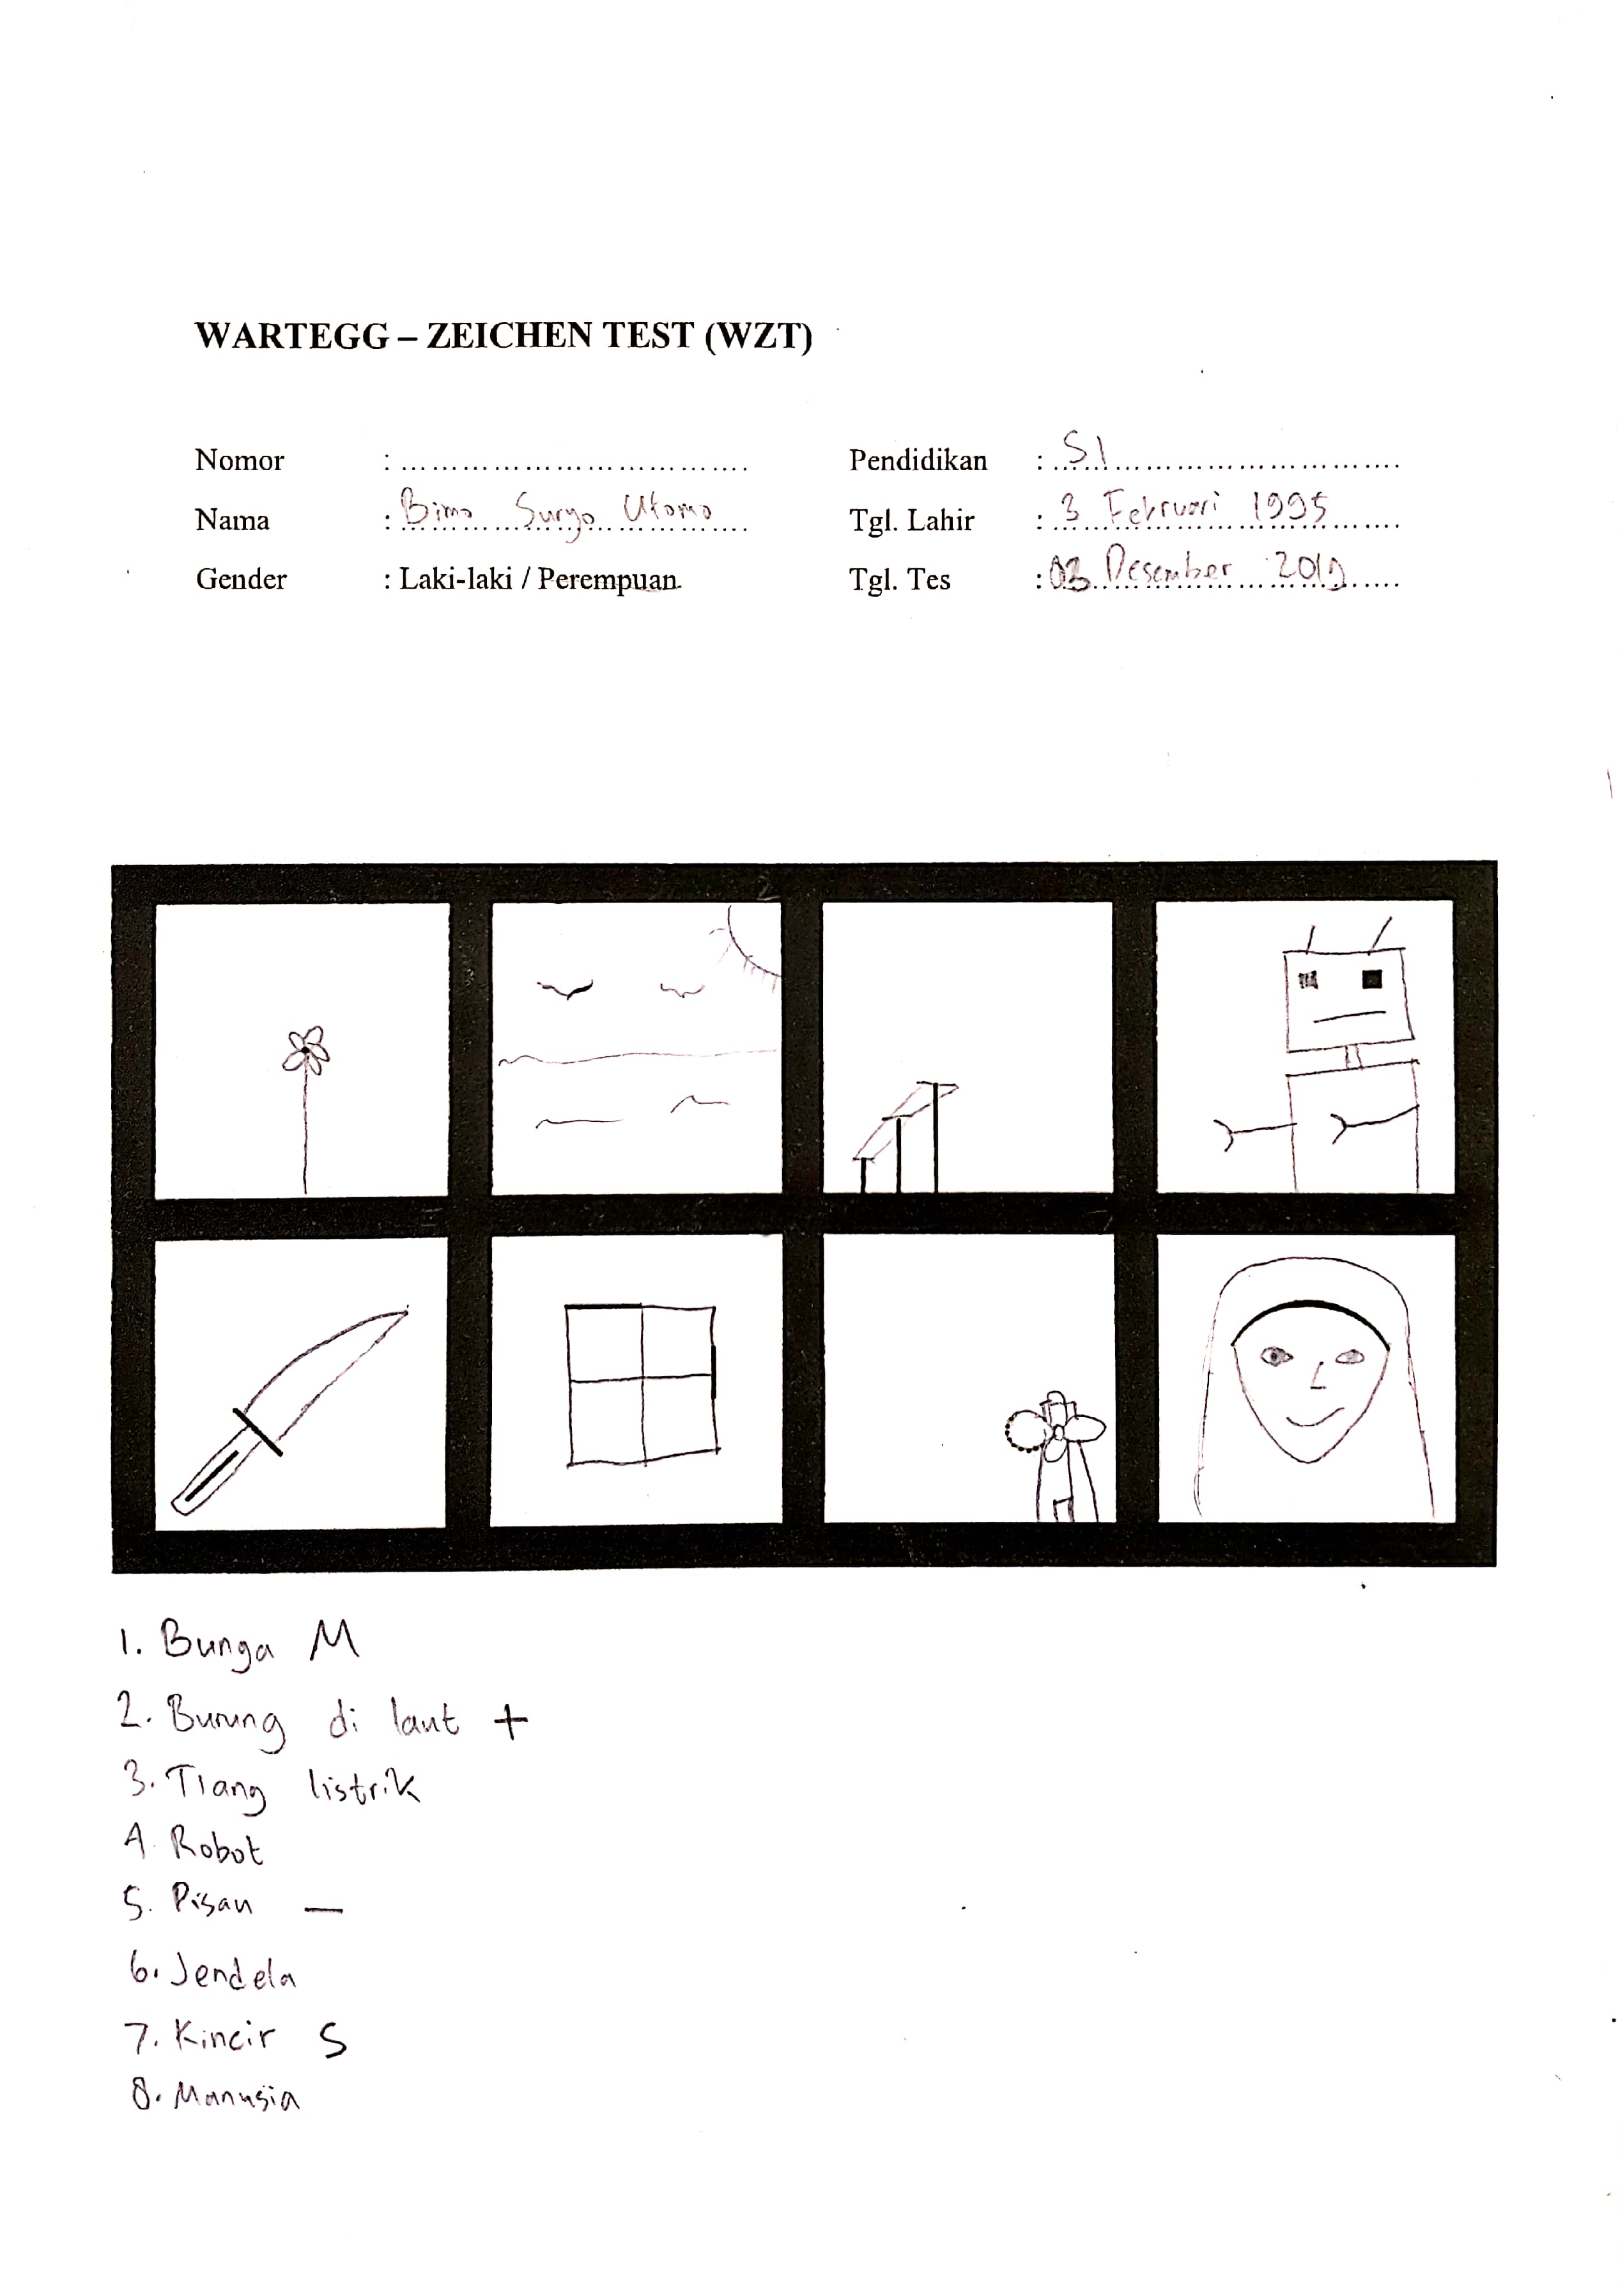 WARTEGG – ZEICHEN TEST (WZT)
Nomor : ....................................
Pendidikan : S1
Nama : Bimo Suryo Utomo
Tgl. Lahir : 3 Februari 1995
Gender : Laki-laki / Perempuan
Tgl. Tes : 03 Desember 2019
1. Bunga M
2. Burung di laut +
3. Tiang listrik
4. Robot
5. Pisau —
6. Jendela
7. Kincir S
8. Manusia